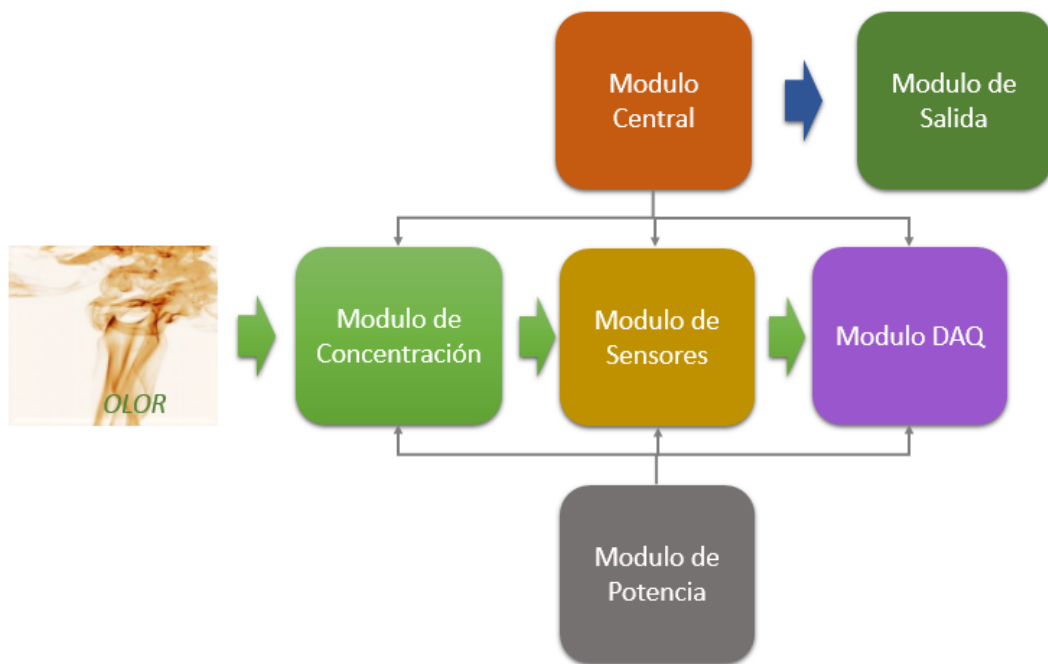 Modulo
Central
Modulo de
Salida
OLOR
Modulo de
Concentración
Modulo de
Sensores
Modulo DAQ
Modulo de
Potencia